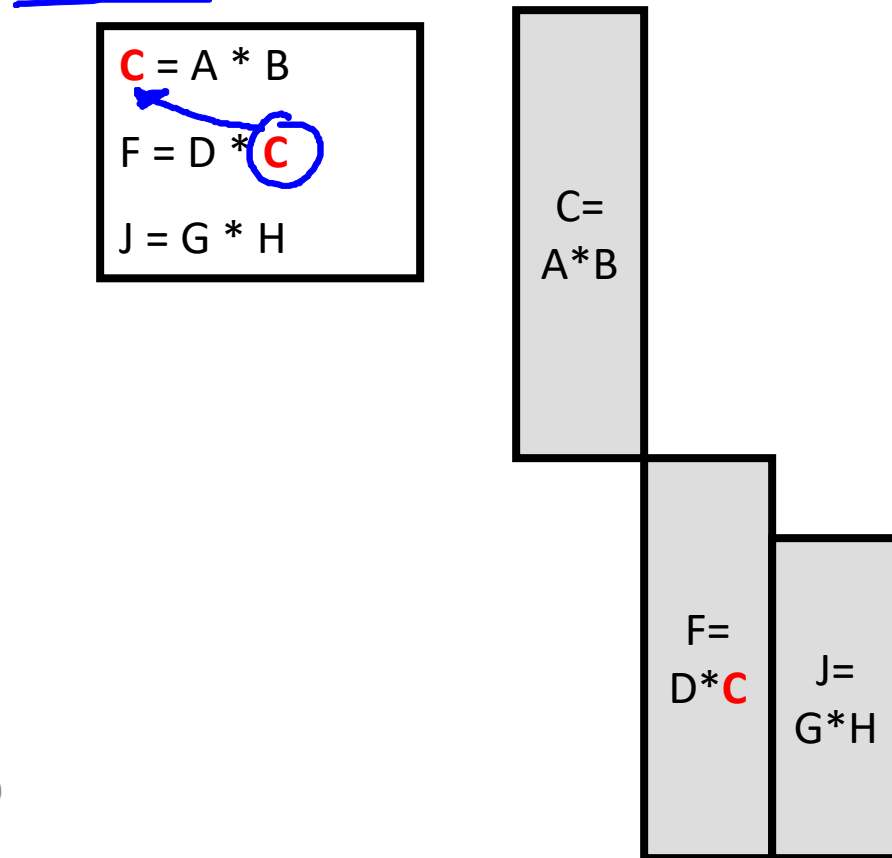 C = A * B
F = D * C
J = G * H
C=
A*B
F=
D*C
J=
G*H